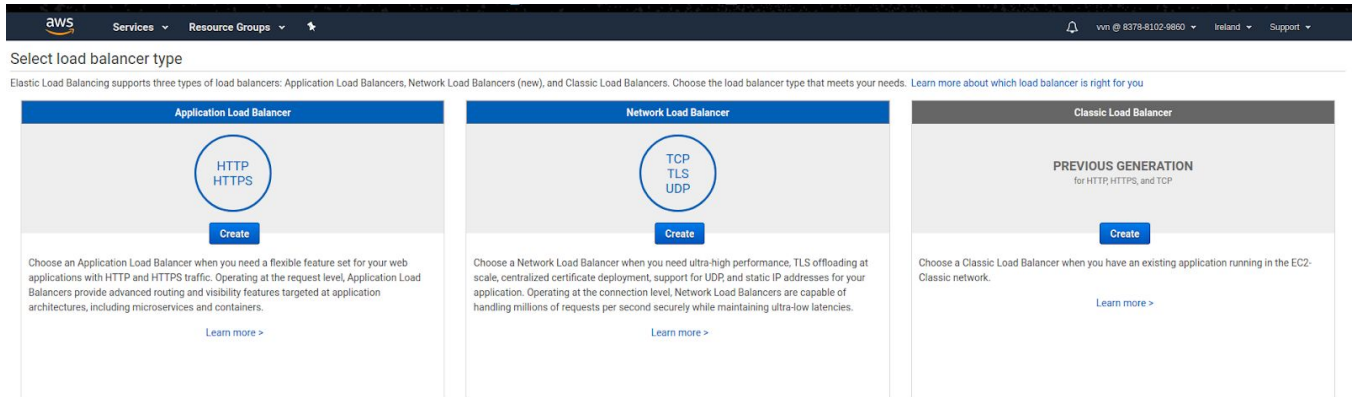 aws Services Resource Groups vvn @ 8378-8102-9860 Ireland Support
Select load balancer type
Elastic Load Balancing supports three types of load balancers: Application Load Balancers, Network Load Balancers (new), and Classic Load Balancers. Choose the load balancer type that meets your needs. Learn more about which load balancer is right for you
Application Load Balancer
HTTP
HTTPS
Create
Choose an Application Load Balancer when you need a flexible feature set for your web
applications with HTTP and HTTPS traffic. Operating at the request level, Application Load
Balancers provide advanced routing and visibility features targeted at application
architectures, including microservices and containers.
Learn more >
Network Load Balancer
TCP
TLS
UDP
Create
Choose a Network Load Balancer when you need ultra-high performance, TLS offloading at
scale, centralized certificate deployment, support for UDP, and static IP addresses for your
application. Operating at the connection level, Network Load Balancers are capable of
handling millions of requests per second securely while maintaining ultra-low latencies.
Learn more >
Classic Load Balancer
PREVIOUS GENERATION
for HTTP, HTTPS, and TCP
Create
Choose a Classic Load Balancer when you have an existing application running in the EC2-
Classic network.
Learn more >